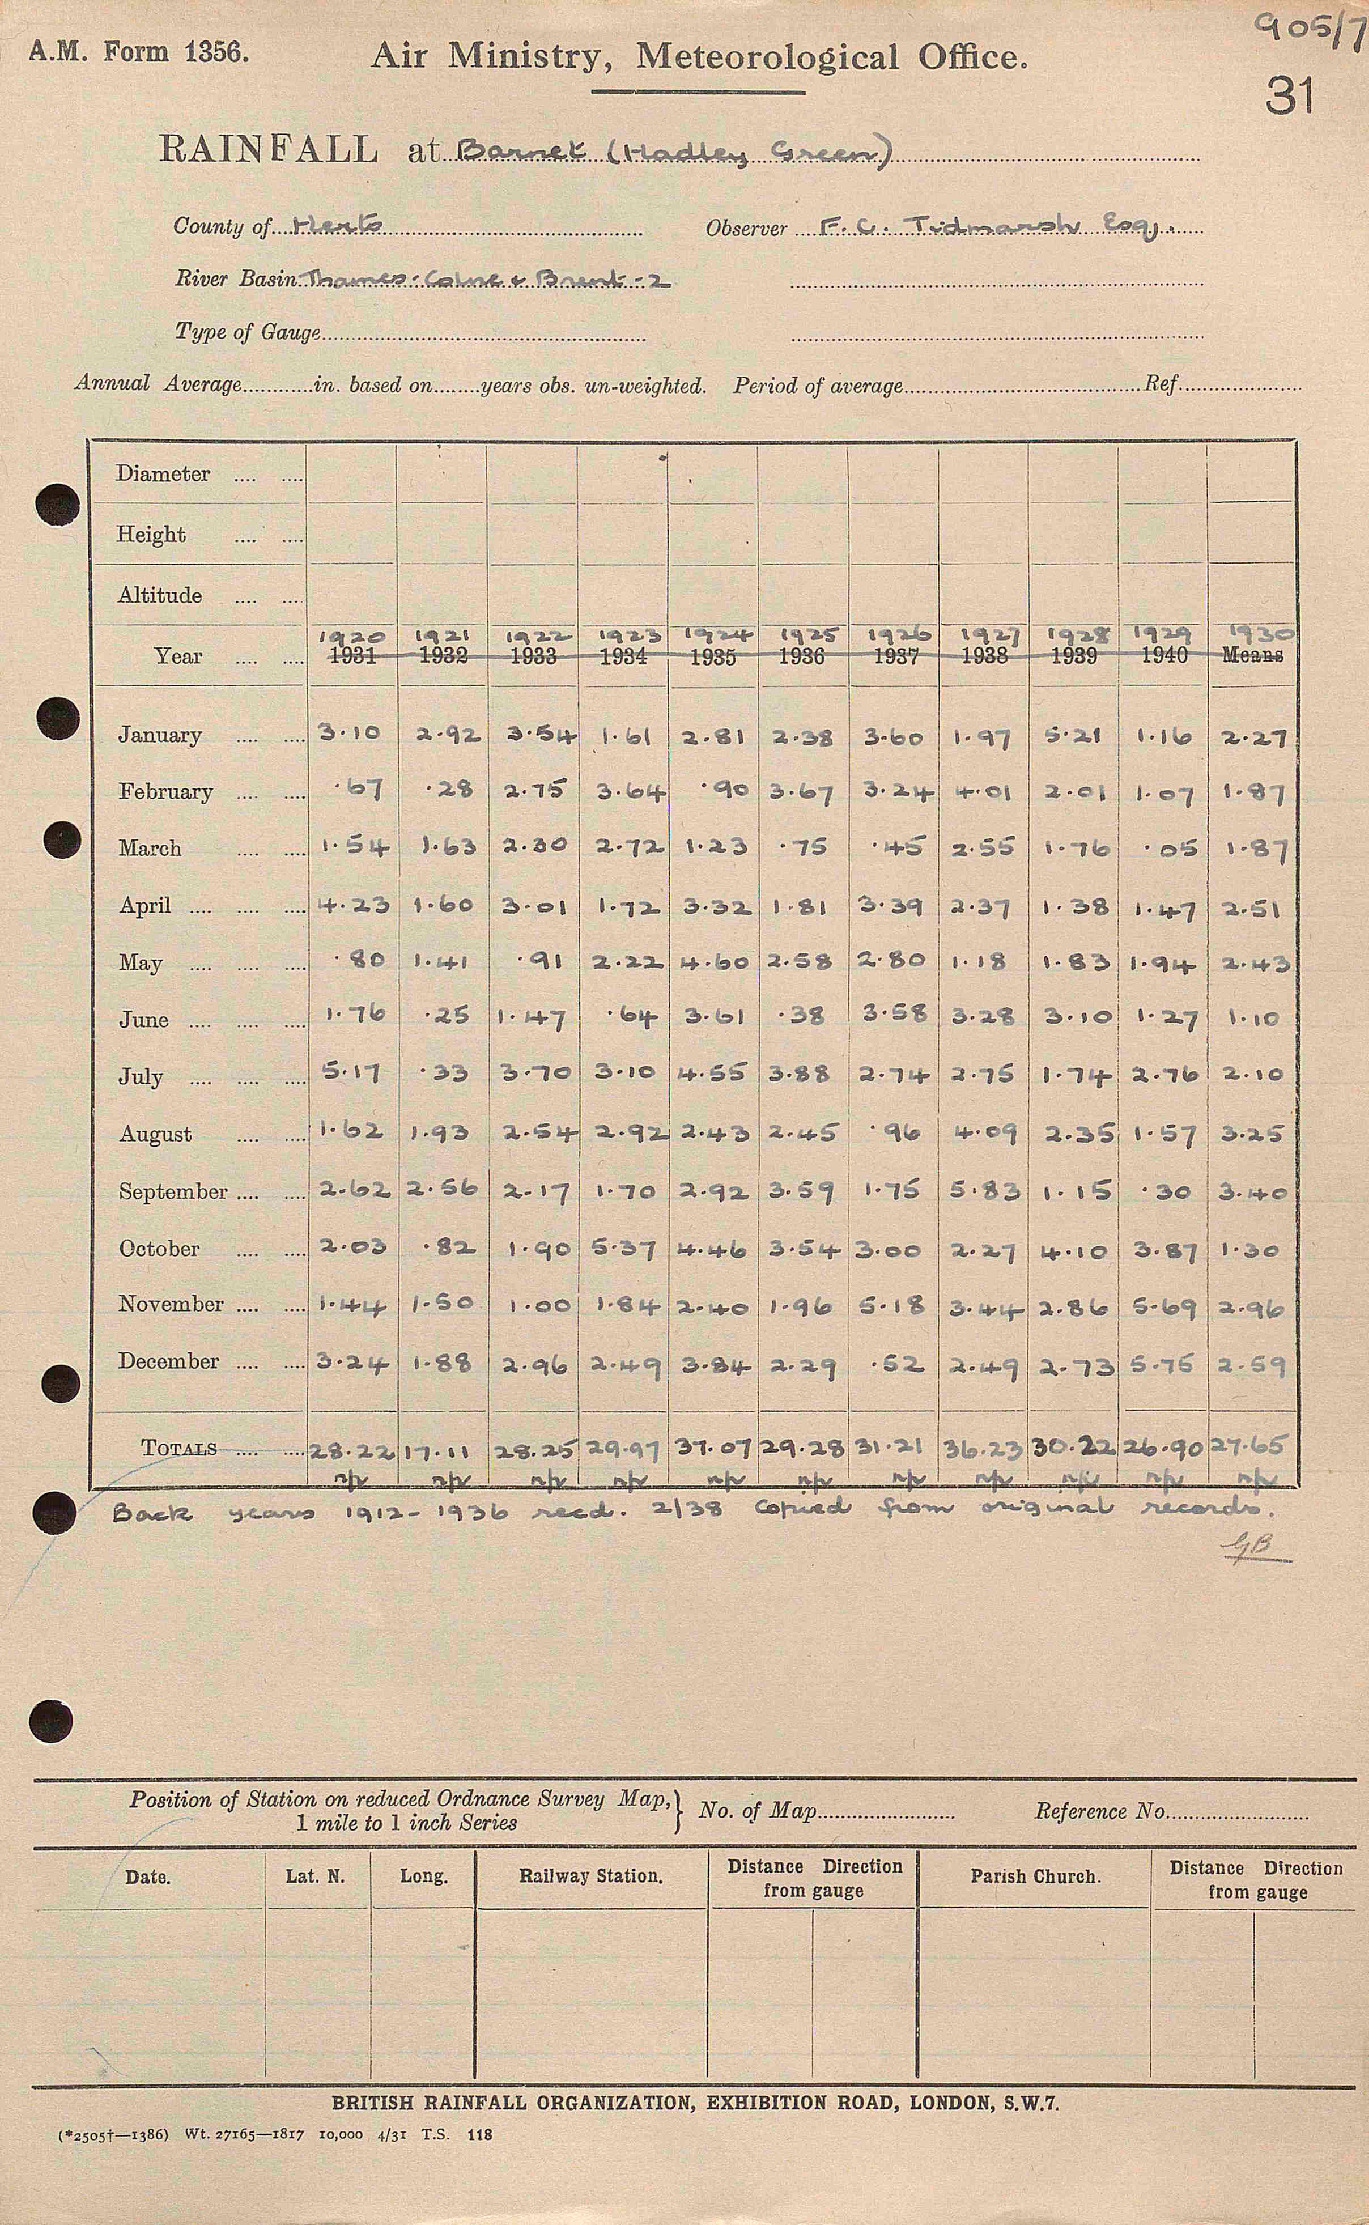 905/7
A.M. Form 1356. Air Ministry, Meteorological Office.
31
RAINFALL at Barnet (Hadley Green)
County of Herts Observer F. C. Tidmarsh Esq.
River Basin Thames: Colne & Brent - 2
Type of Gauge
Annual Average in. based on years obs. un-weighted. Period of average Ref.
Diameter
Height
Altitude
1920 1921 1922 1923 1924 1925 1926 1927 1928 1929 1930
Year 1931 1932 1933 1934 1935 1936 1937 1938 1939 1940 Means
January 3.10 2.92 3.54 1.61 2.81 2.38 3.60 1.97 5.21 1.16 2.27
February .67 .28 2.75 3.64 .90 3.67 3.24 4.01 2.01 1.07 1.87
March 1.54 1.63 2.30 2.72 1.23 .75 .45 2.55 1.76 .05 1.87
April 4.23 1.60 3.01 1.72 3.32 1.81 3.39 2.37 1.38 1.47 2.51
May .80 1.41 .91 2.22 4.60 2.58 2.80 1.18 1.83 1.94 2.43
June 1.76 .25 1.47 .64 3.61 .38 3.58 3.28 3.10 1.27 1.10
July 5.17 .33 3.70 3.10 4.55 3.88 2.74 2.75 1.74 2.76 2.10
August 1.62 1.93 2.54 2.92 2.43 2.45 .96 4.09 2.35 1.57 3.25
September 2.62 2.56 2.17 1.70 2.92 3.59 1.75 5.83 1.15 .30 3.40
October 2.03 .82 1.90 5.37 4.46 3.54 3.00 2.27 4.10 3.87 1.30
November 1.44 1.50 1.00 1.84 2.40 1.96 5.18 3.44 2.86 5.69 2.96
December 3.24 1.88 2.96 2.49 3.84 2.29 .52 2.49 2.73 5.75 2.59
TOTALS 28.22 17.11 28.25 29.97 37.07 29.28 31.21 36.23 30.22 26.90 27.65
Back years 1912-1936 recd. 2/38 Copied from original records.
GB
Position of Station on reduced Ordnance Survey Map, } No. of Map Reference No.
1 mile to 1 inch Series
Date. Lat. N. Long. Railway Station. Distance Direction from gauge Parish Church. Distance Direction from gauge
BRITISH RAINFALL ORGANIZATION, EXHIBITION ROAD, LONDON, S.W.7.
(*2505†—1386) Wt. 27165—1817 10,000 4/31 T.S. 118